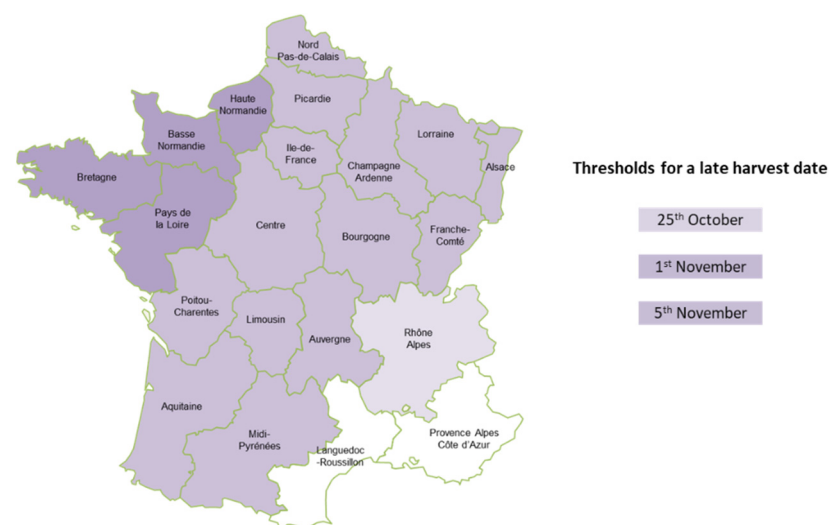 Nord
Pas-de-Calais
Haute
Normandie
Picardie
Basse
Normandie
Ile-de-
France
Lorraine
Champagne
Ardenne
Alsace
Bretagne
Pays de
la Loire
Centre
Bourgogne
Franche-
Comté
Poitou-
Charentes
Limousin
Auvergne
Rhône
Alpes
Aquitaine
Midi-
Pyrénées
Languedoc
-Roussillon
Provence Alpes
Côte d'Azur
Thresholds for a late harvest date
25th October
1st November
5th November